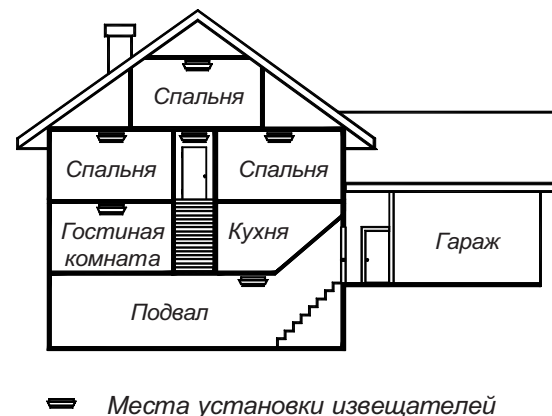 Спальня
Спальня
Спальня
Гостиная
комната
Кухня
Гараж
Подвал
Места установки извещателей